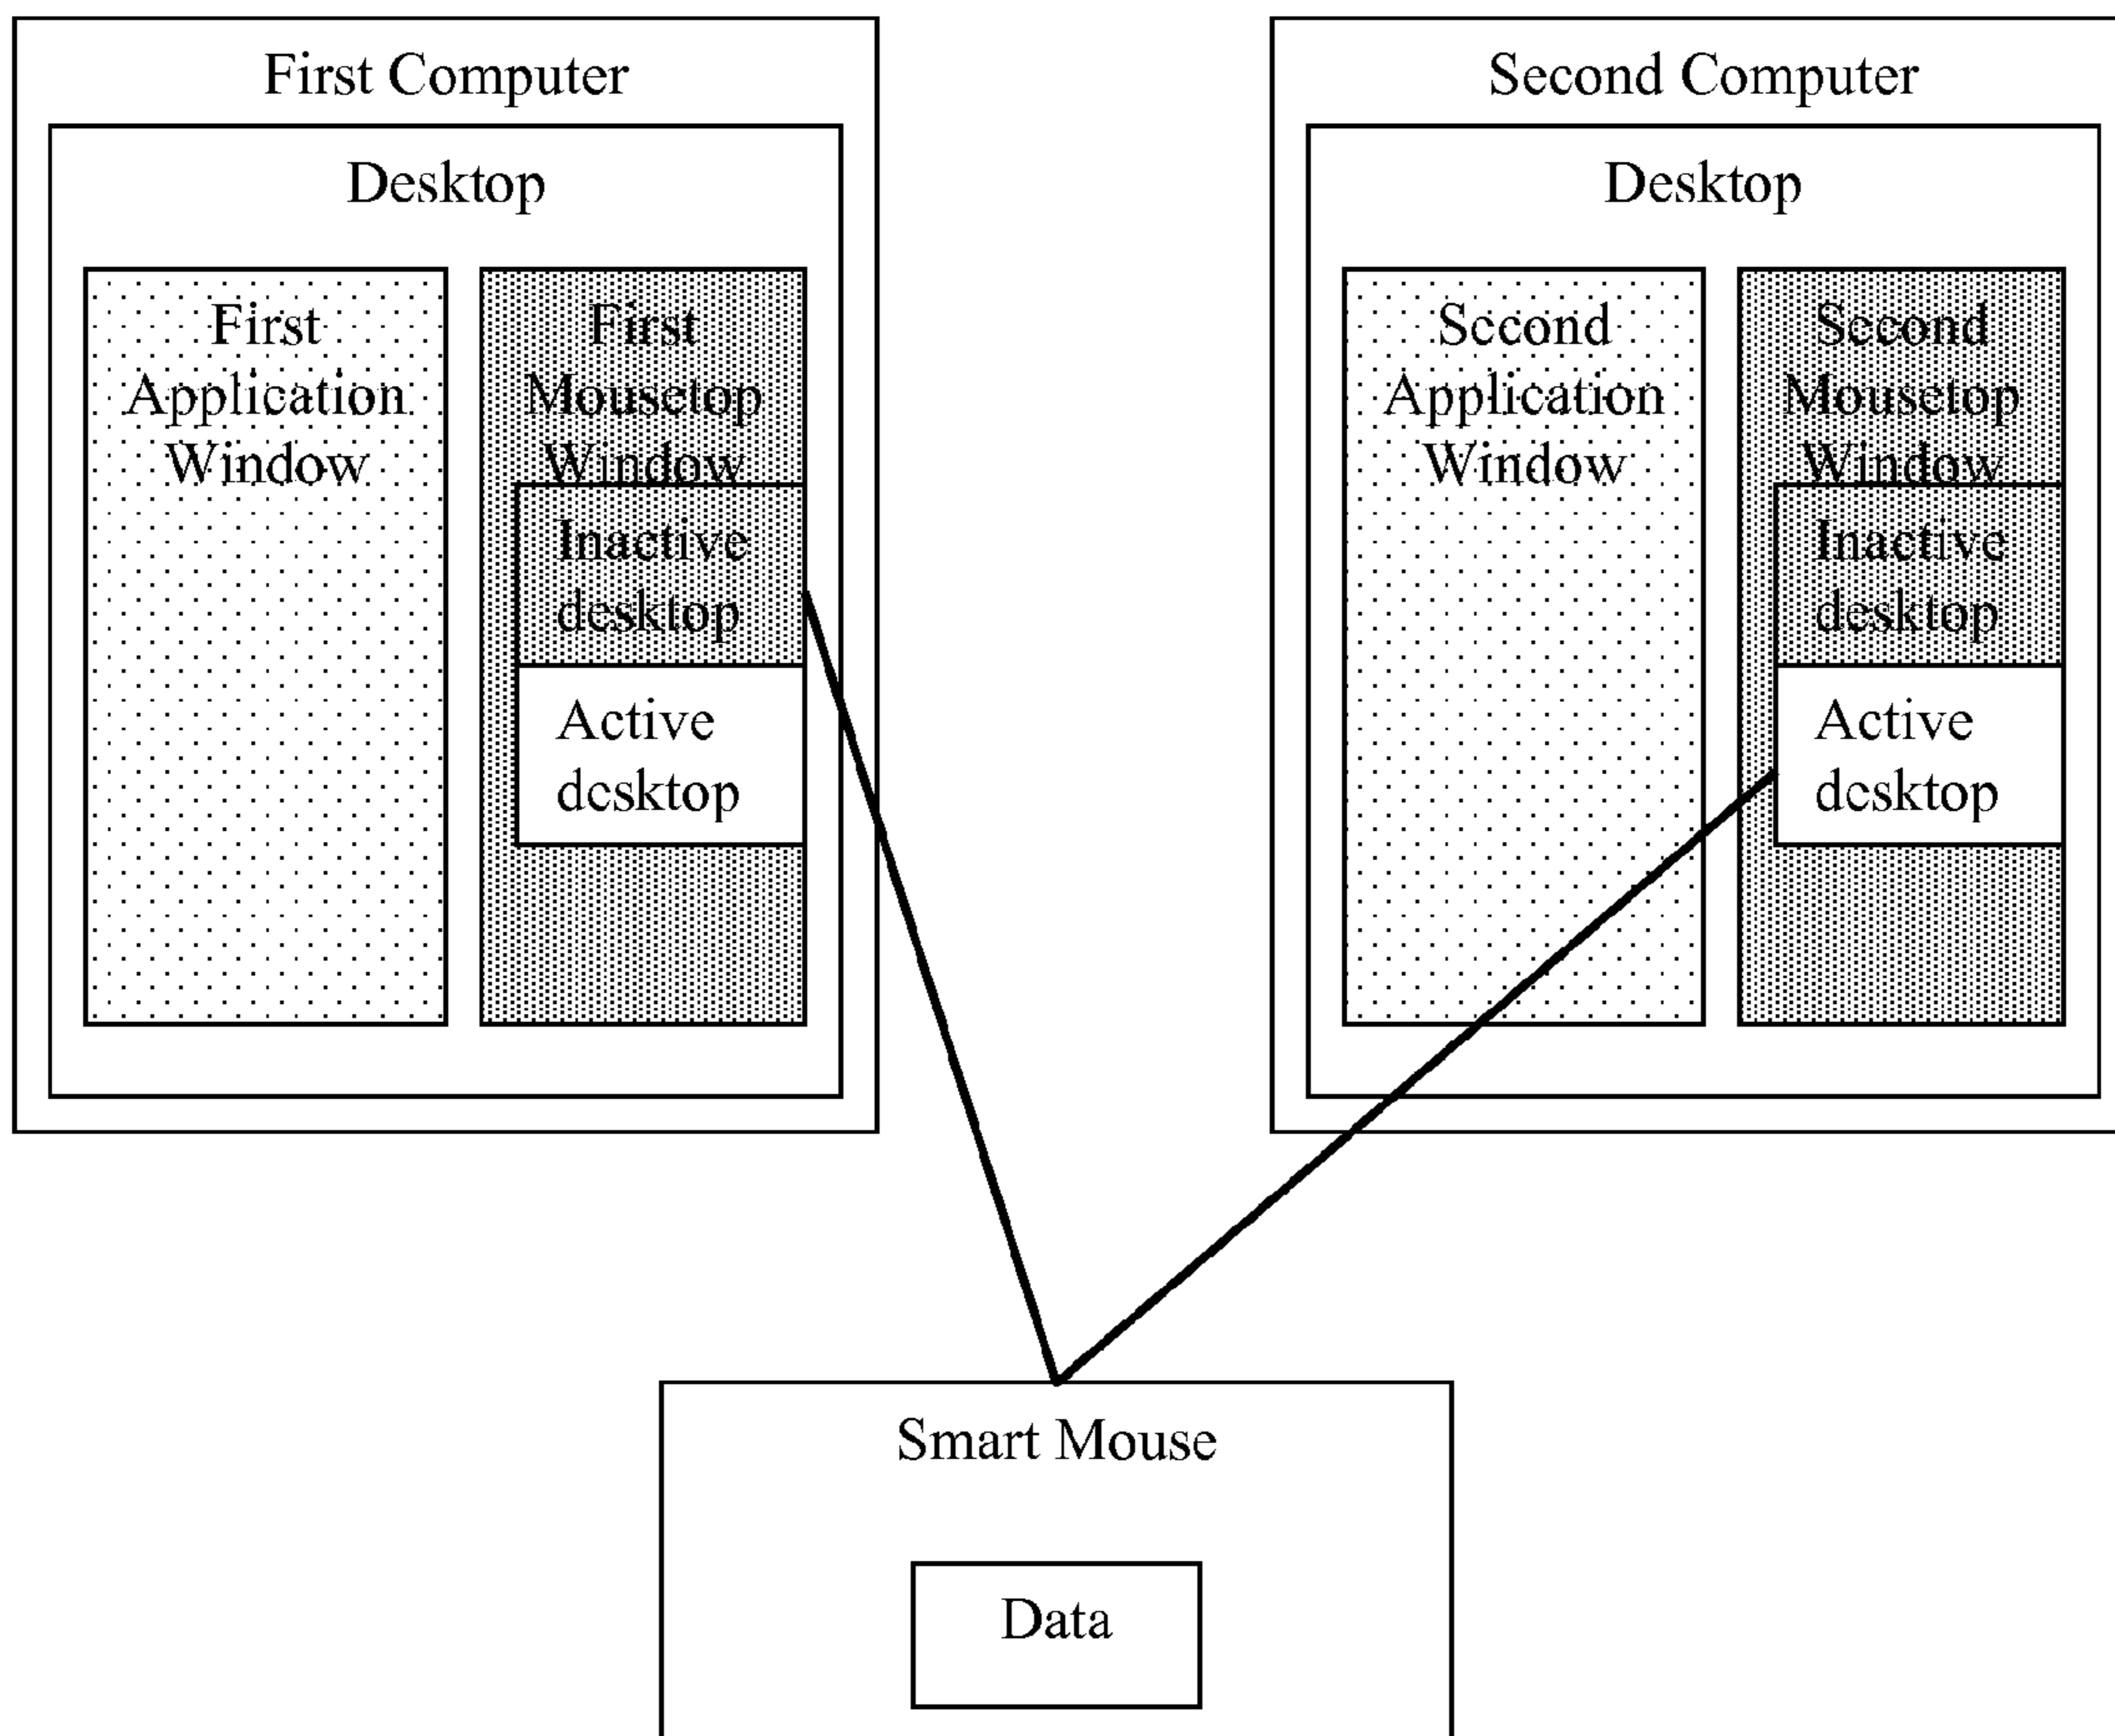 First Computer
Desktop
First
Application
Window
First
Mousetop
Window
Inactive
desktop
Active
desktop
Second Computer
Desktop
Second
Application
Window
Second
Mousetop
Window
Inactive
desktop
Active
desktop
Smart Mouse
Data